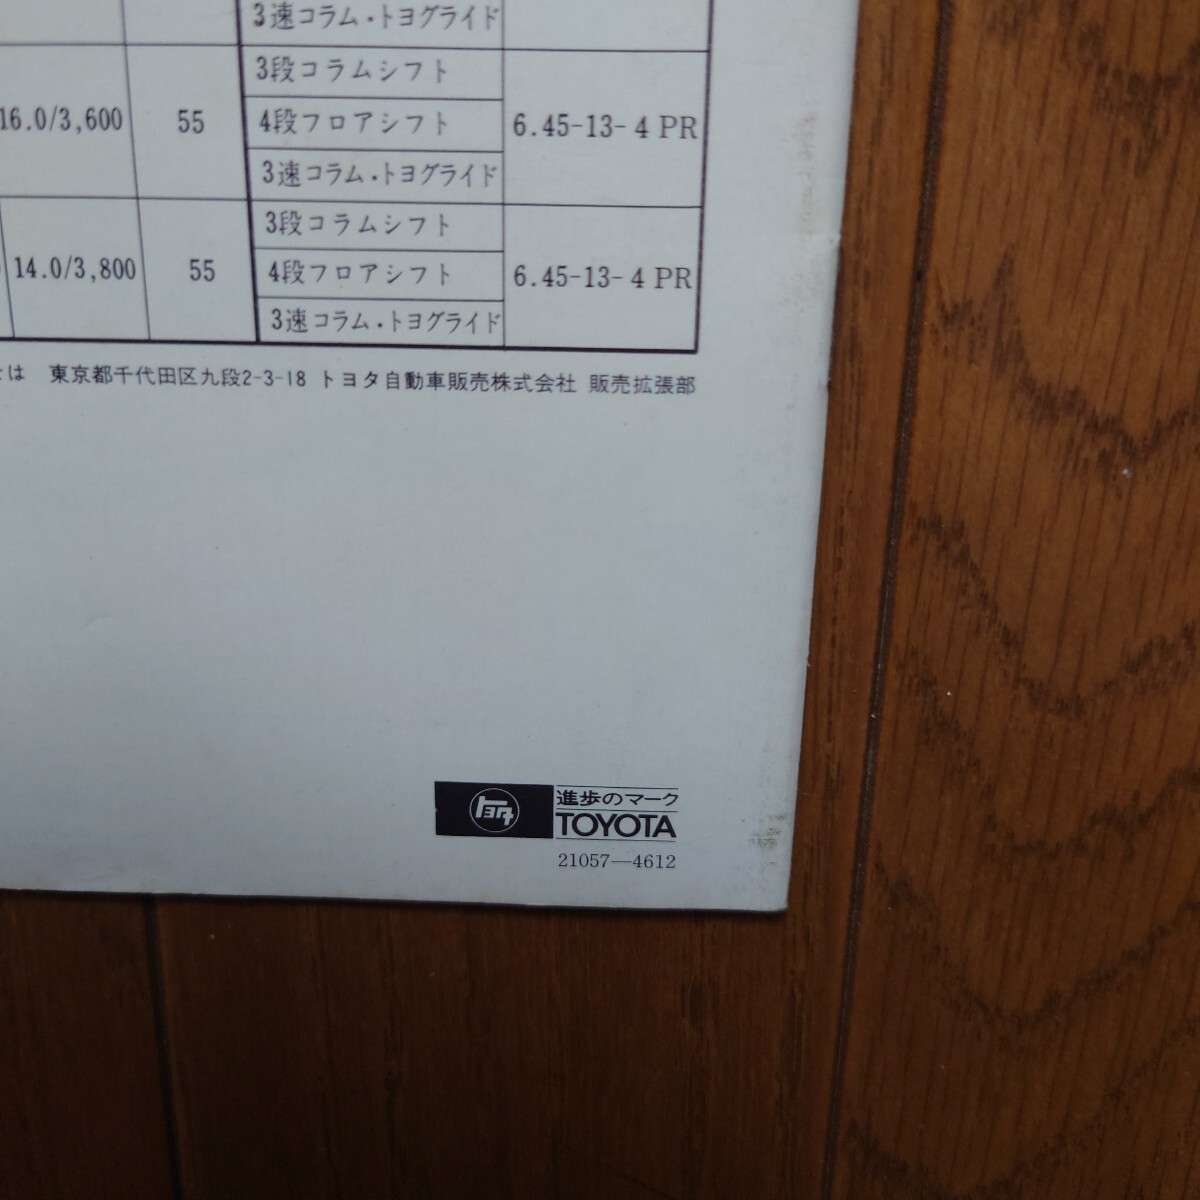 3速コラム・トヨグライド
3段コラムシフト
16.0/3,600 55 4段フロアシフト 6.45-13-4 PR
3速コラム・トヨグライド
3段コラムシフト
14.0/3,800 55 4段フロアシフト 6.45-13-4 PR
3速コラム・トヨグライド
は 東京都千代田区九段2-3-18 トヨタ自動車販売株式会社 販売拡張部
トヨタ 進歩のマーク
TOYOTA
21057—4612